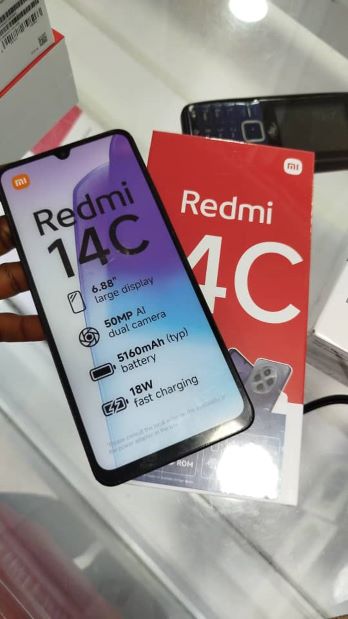 mi
Redmi
14C
6.88"
large display
50MP AI
dual camera
5160mAh (typ)
battery
18W
fast charging
mi
Redmi
4C
ROM